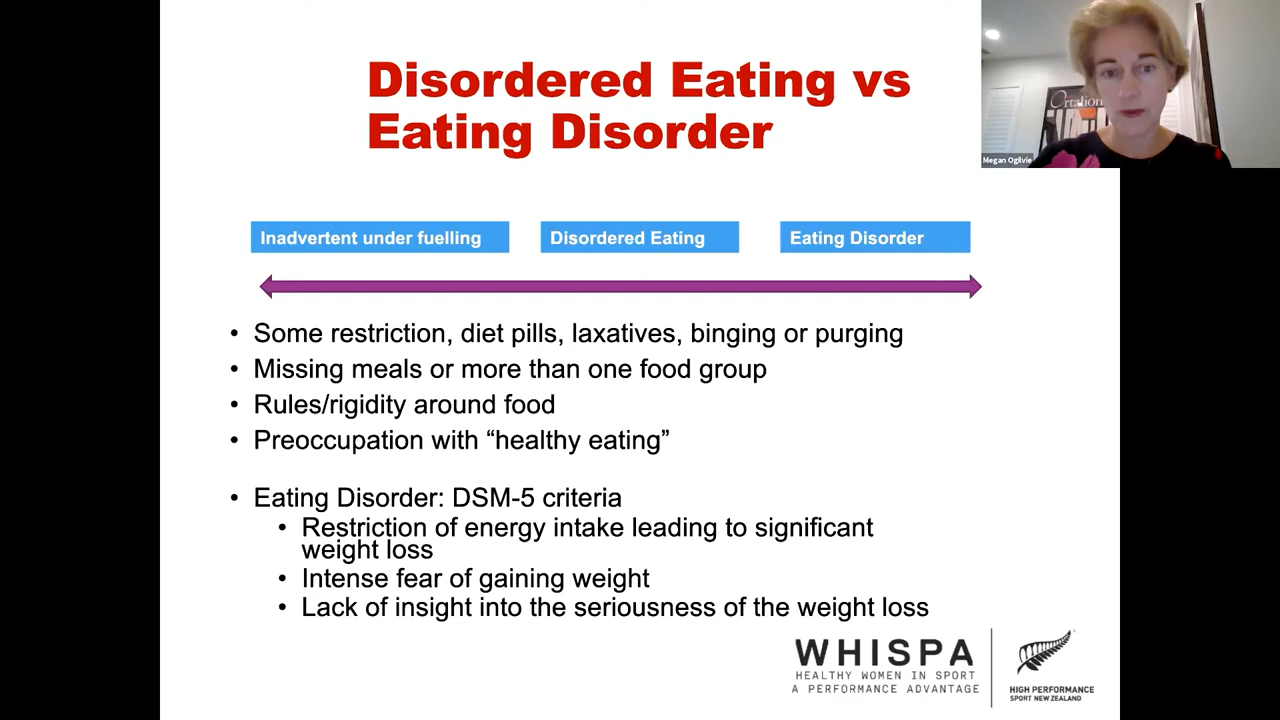 Disordered Eating vs
Eating Disorder
Ortalion
Megan Ogilvie
Inadvertent under fuelling
Disordered Eating
Eating Disorder
• Some restriction, diet pills, laxatives, binging or purging
• Missing meals or more than one food group
• Rules/rigidity around food
• Preoccupation with “healthy eating”
• Eating Disorder: DSM-5 criteria
• Restriction of energy intake leading to significant
weight loss
• Intense fear of gaining weight
• Lack of insight into the seriousness of the weight loss
WHISPA
HEALTHY WOMEN IN SPORT
A PERFORMANCE ADVANTAGE
HIGH PERFORMANCE
SPORT NEW ZEALAND